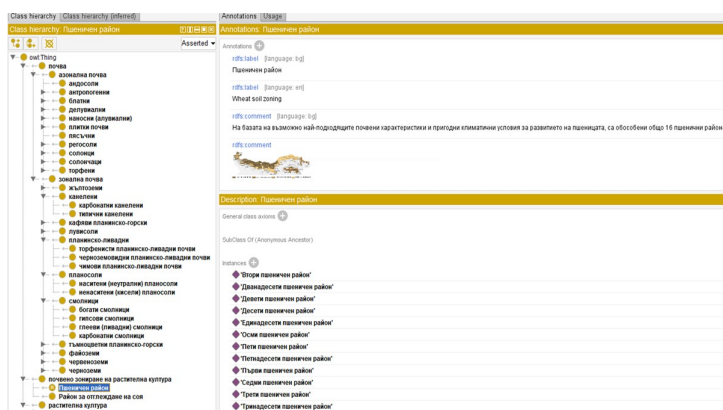 Class hierarchy Class hierarchy (inferred)
Class hierarchy: Пшеничен район
Asserted
owl:Thing
почва
азонална почва
андосоли
антропогенни
блатни
делувиални
наносни (алувиални)
плитки почви
пясъчни
регосоли
солонци
солончаци
торфени
зонална почва
жълтоземи
канелени
карбонатни канелени
типични канелени
кафяви планинско-горски
лувисоли
планинско-ливадни
торфенисти планинско-ливадни почви
черноземовидни планинско-ливадни почви
чимови планинско-ливадни почви
планосоли
наситени (неутрални) планосоли
ненаситени (кисели) планосоли
смолници
богати смолници
гипсови смолници
глееви (ливадни) смолници
карбонатни смолници
тъмноцветни планинско-горски
файоземи
червеноземи
черноземи
почвено зониране на растителна култура
Пшеничен район
Район за отглеждане на соя
растителна култура
Annotations Usage
Annotations: Пшеничен район
Annotations
rdfs:label [language: bg]
Пшеничен район
rdfs:label [language: en]
Wheat soil zoning
rdfs:comment [language: bg]
На базата на възможно най-подходящите почвени характеристики и пригодни климатични условия за развитието на пшеницата, са обособени общо 16 пшенични район
rdfs:comment
Description: Пшеничен район
General class axioms
SubClass Of (Anonymous Ancestor)
Instances
'Втори пшеничен район'
'Дванадесети пшеничен район'
'Девети пшеничен район'
'Десети пшеничен район'
'Единадесети пшеничен район'
'Осми пшеничен район'
'Пети пшеничен район'
'Петнадесети пшеничен район'
'Първи пшеничен район'
'Седми пшеничен район'
'Трети пшеничен район'
'Тринадесети пшеничен район'